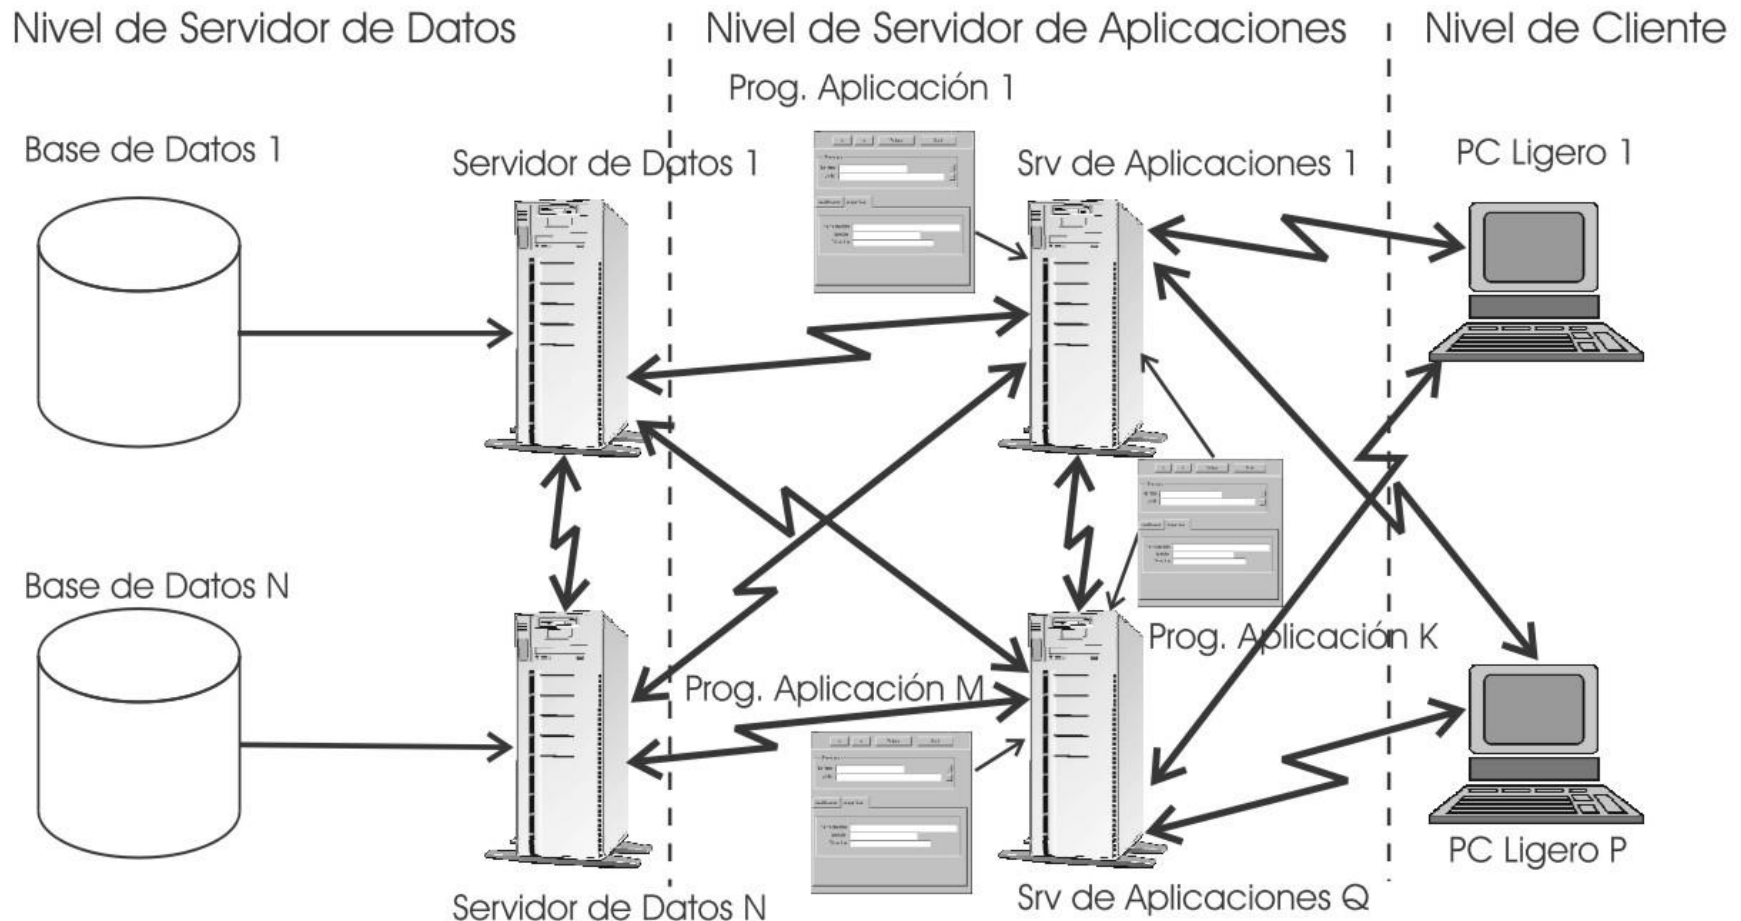 Nivel de Servidor de Datos
Nivel de Servidor de Aplicaciones
Nivel de Cliente
Prog. Aplicación 1
Base de Datos 1
Servidor de Datos 1
Srv de Aplicaciones 1
PC Ligero 1
Base de Datos N
Prog. Aplicación K
Prog. Aplicación M
PC Ligero P
Servidor de Datos N
Srv de Aplicaciones Q